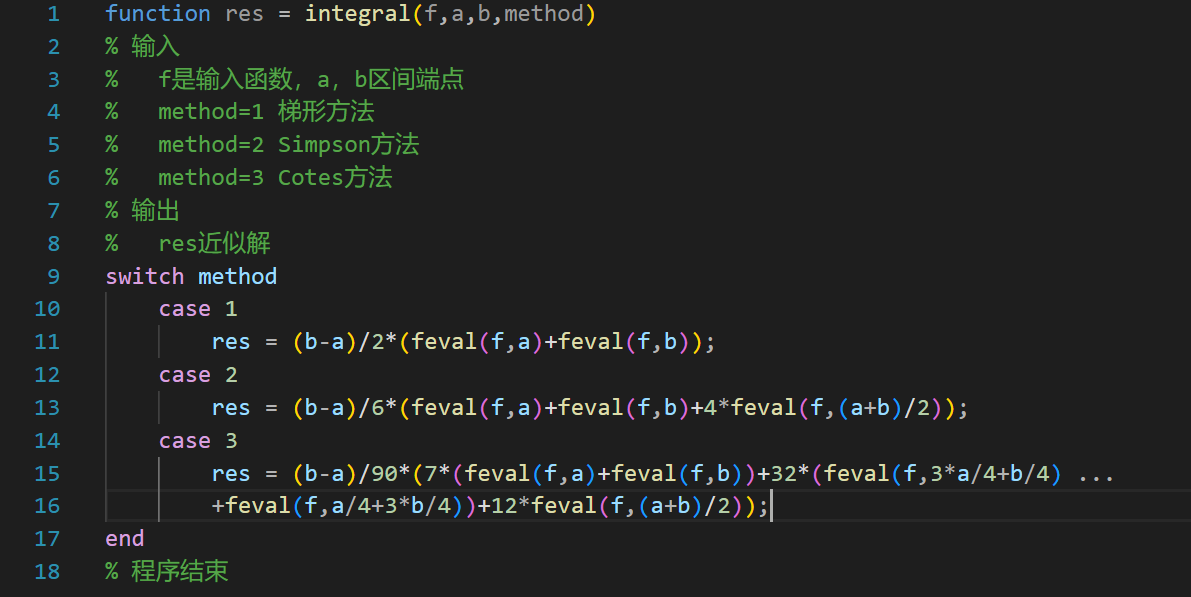 1 function res = integral(f,a,b,method)
2 % 输入
3 %   f是输入函数，a，b区间端点
4 %   method=1 梯形方法
5 %   method=2 Simpson方法
6 %   method=3 Cotes方法
7 % 输出
8 %   res近似解
9 switch method
10     case 1
11         res = (b-a)/2*(feval(f,a)+feval(f,b));
12     case 2
13         res = (b-a)/6*(feval(f,a)+feval(f,b)+4*feval(f,(a+b)/2));
14     case 3
15         res = (b-a)/90*(7*(feval(f,a)+feval(f,b))+32*(feval(f,3*a/4+b/4) ...
16         +feval(f,a/4+3*b/4))+12*feval(f,(a+b)/2));
17 end
18 % 程序结束